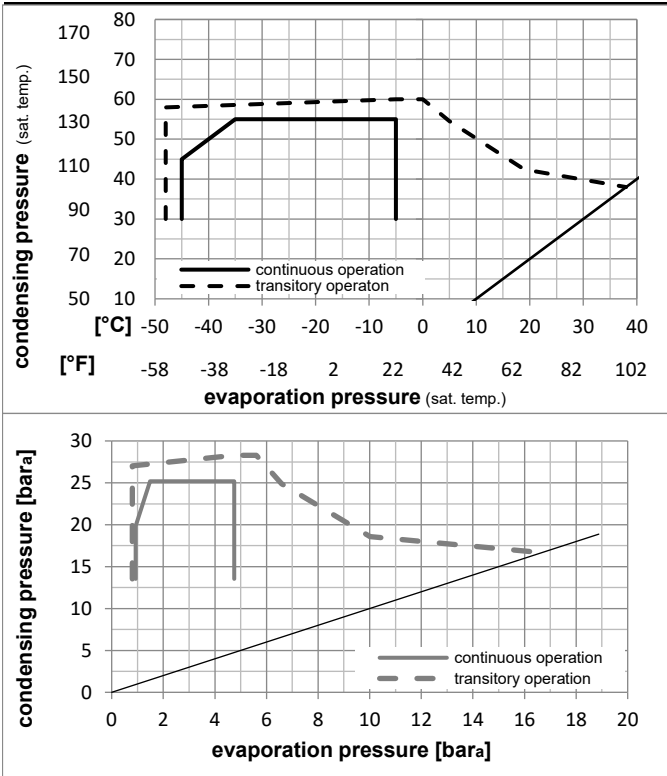 condensing pressure (sat. temp.)
170 80
70
150
60
130
50
110
40
90
30
70
20
50 10
continuous operation
transitory operaton
[°C] -50 -40 -30 -20 -10 0 10 20 30 40
[°F] -58 -38 -18 2 22 42 62 82 102
evaporation pressure (sat. temp.)
condensing pressure [bara]
30
25
20
15
10
5
0
continuous operation
transitory operation
0 2 4 6 8 10 12 14 16 18 20
evaporation pressure [bara]